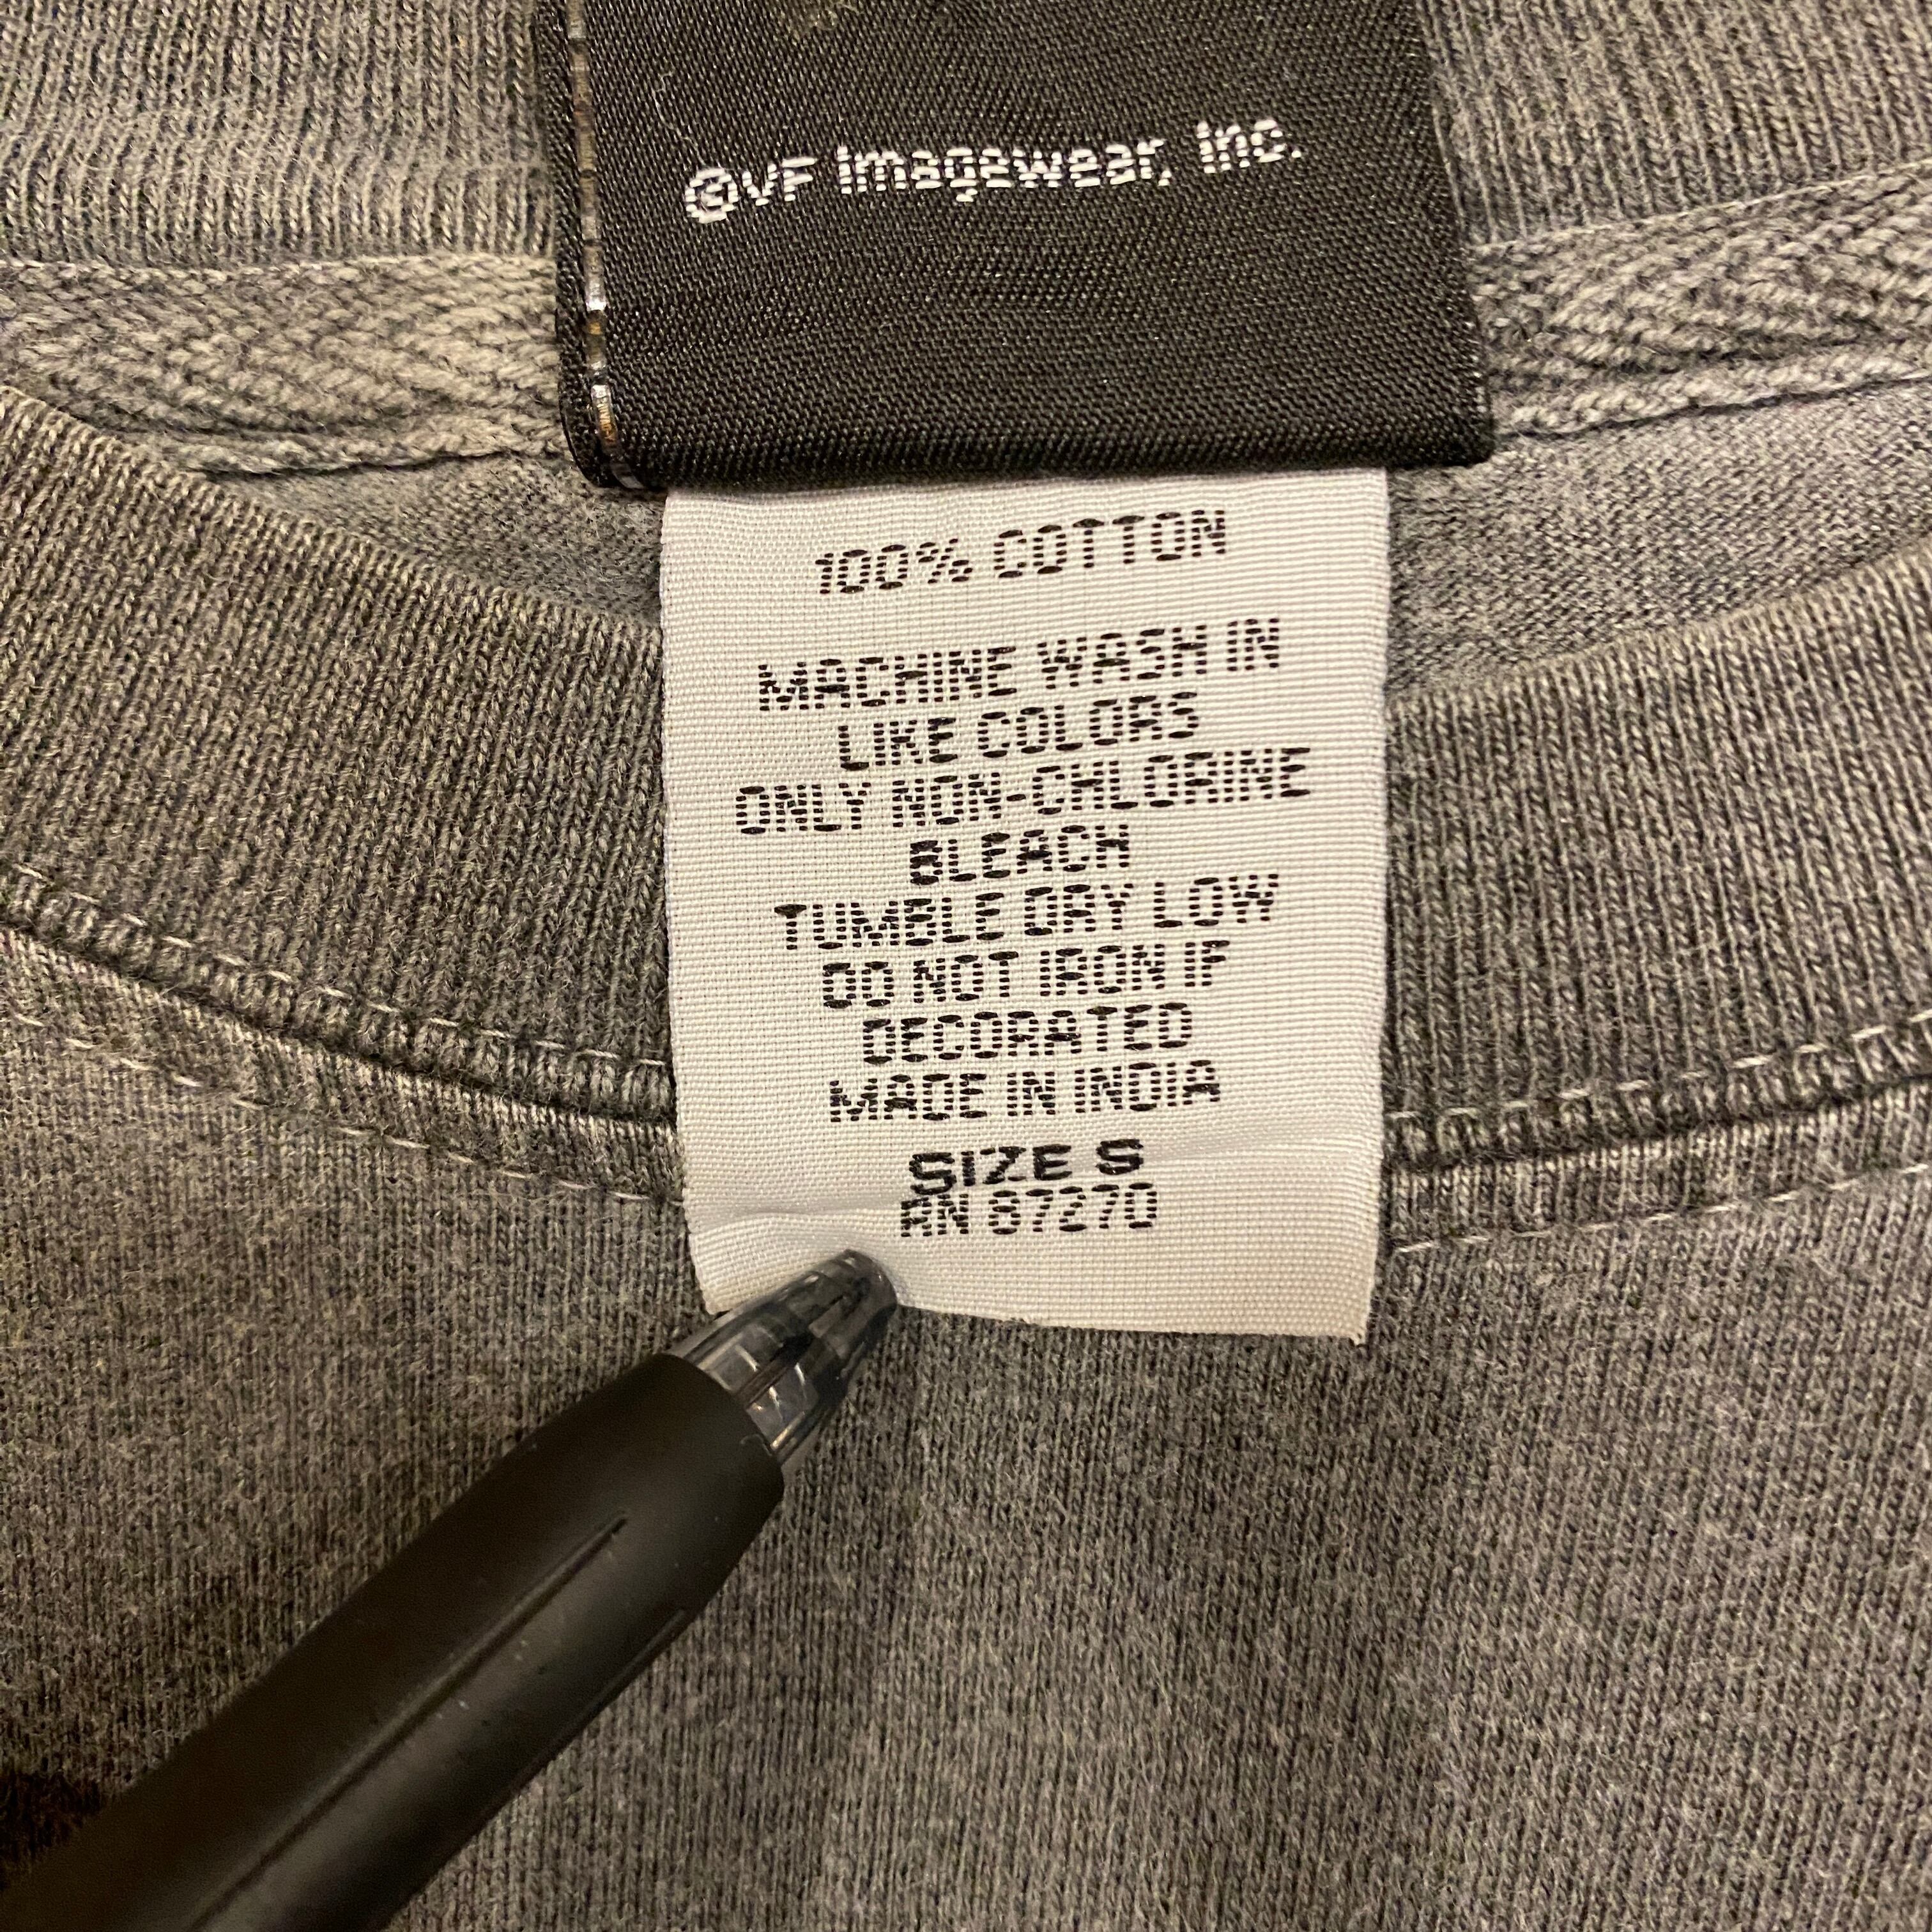 ©VF Imagewear, Inc.
100% COTTON
MACHINE WASH IN
LIKE COLORS
ONLY NON-CHLORINE
BLEACH
TUMBLE DRY LOW
DO NOT IRON IF
DECORATED
MADE IN INDIA
SIZE S
RN 87270